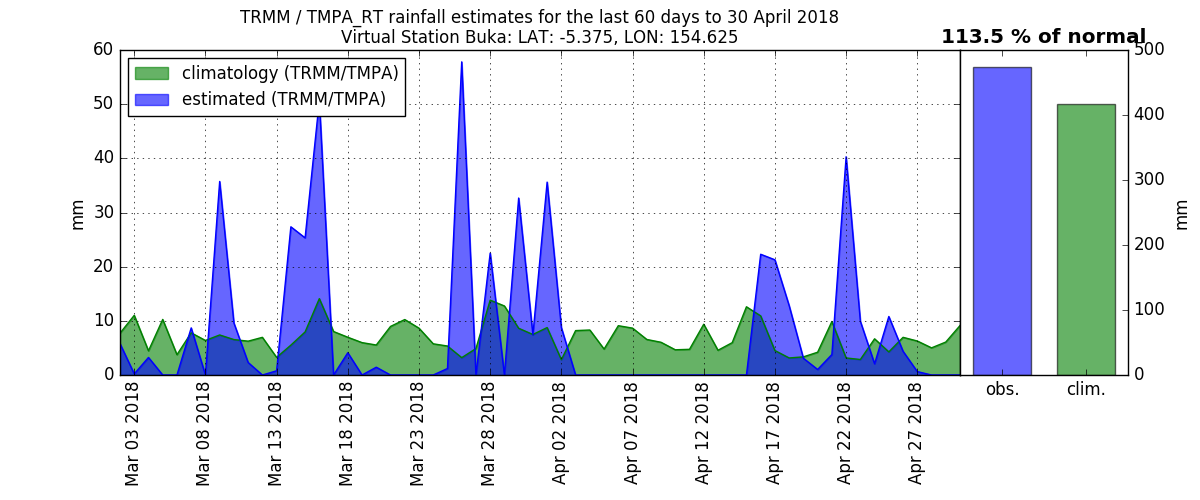 TRMM / TMPA_RT rainfall estimates for the last 60 days to 30 April 2018
Virtual Station Buka: LAT: -5.375, LON: 154.625
113.5 % of normal
climatology (TRMM/TMPA)
estimated (TRMM/TMPA)
mm
60
50
40
30
20
10
0
Mar 03 2018
Mar 08 2018
Mar 13 2018
Mar 18 2018
Mar 23 2018
Mar 28 2018
Apr 02 2018
Apr 07 2018
Apr 12 2018
Apr 17 2018
Apr 22 2018
Apr 27 2018
obs.
clim.
500
400
300
200
100
0
mm